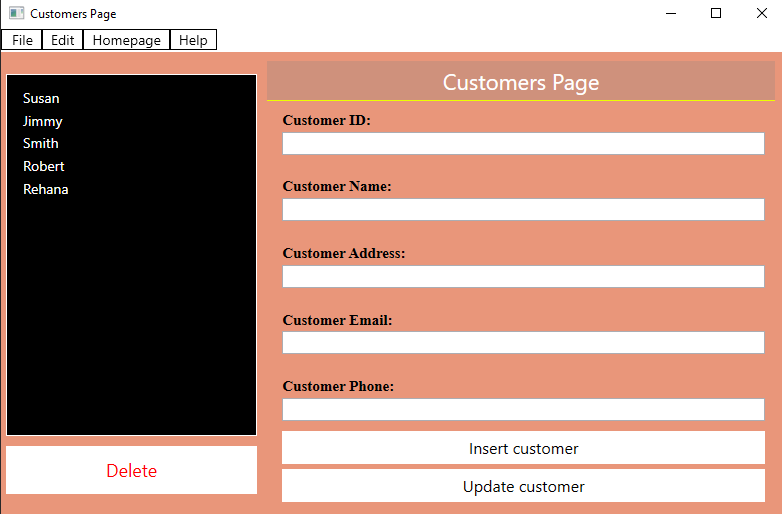 Customers Page
File Edit Homepage Help
Susan
Jimmy
Smith
Robert
Rehana
Delete
Customers Page
Customer ID:
Customer Name:
Customer Address:
Customer Email:
Customer Phone:
Insert customer
Update customer